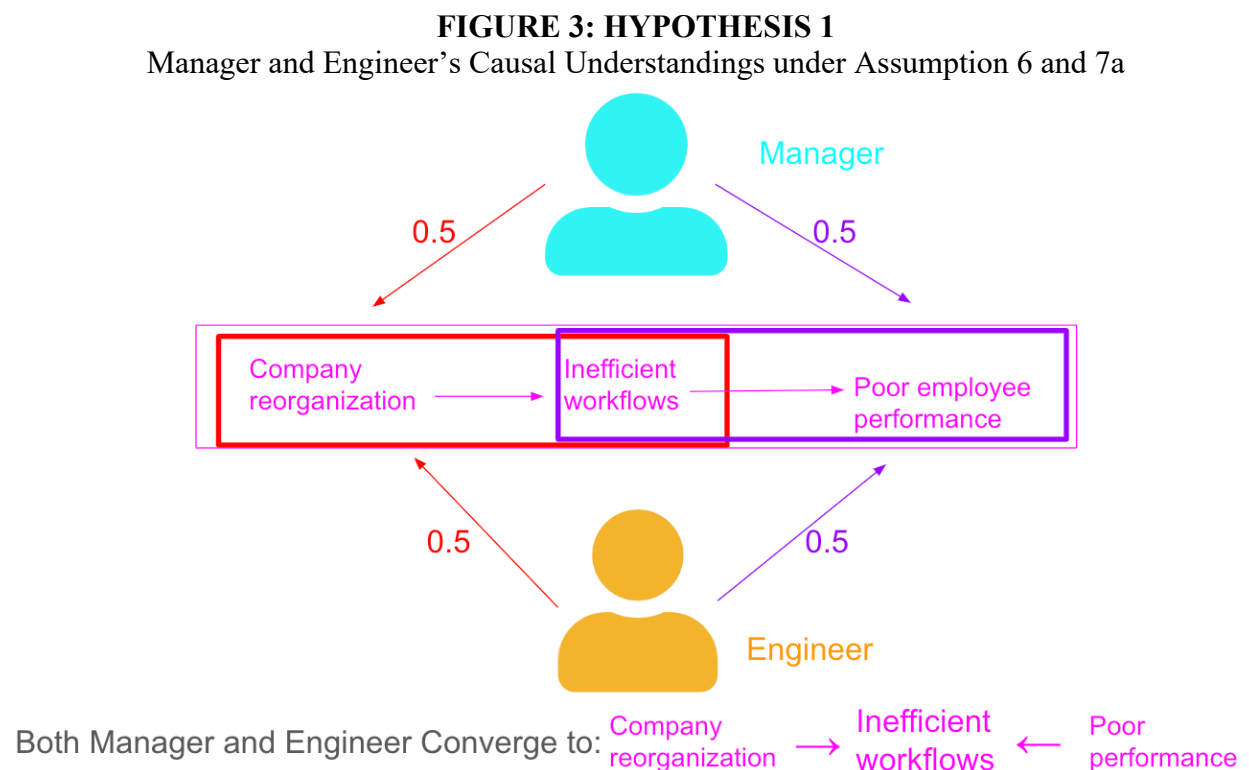 FIGURE 3: HYPOTHESIS 1
Manager and Engineer’s Causal Understandings under Assumption 6 and 7a
Manager
0.5
0.5
Company
reorganization
Inefficient
workflows
Poor employee
performance
0.5
0.5
Engineer
Both Manager and Engineer Converge to:
Company
reorganization
Inefficient
workflows
Poor
performance